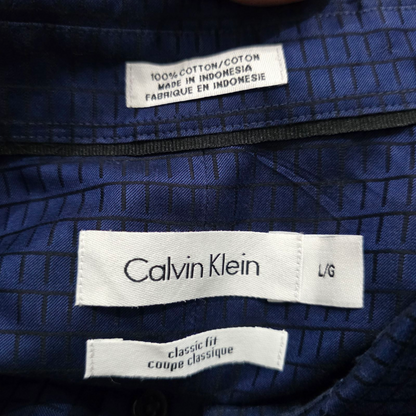 100% COTTON/COTON
MADE IN INDONESIA
FABRIQUE EN INDONESIE
Calvin Klein
L/G
classic fit
coupe classique